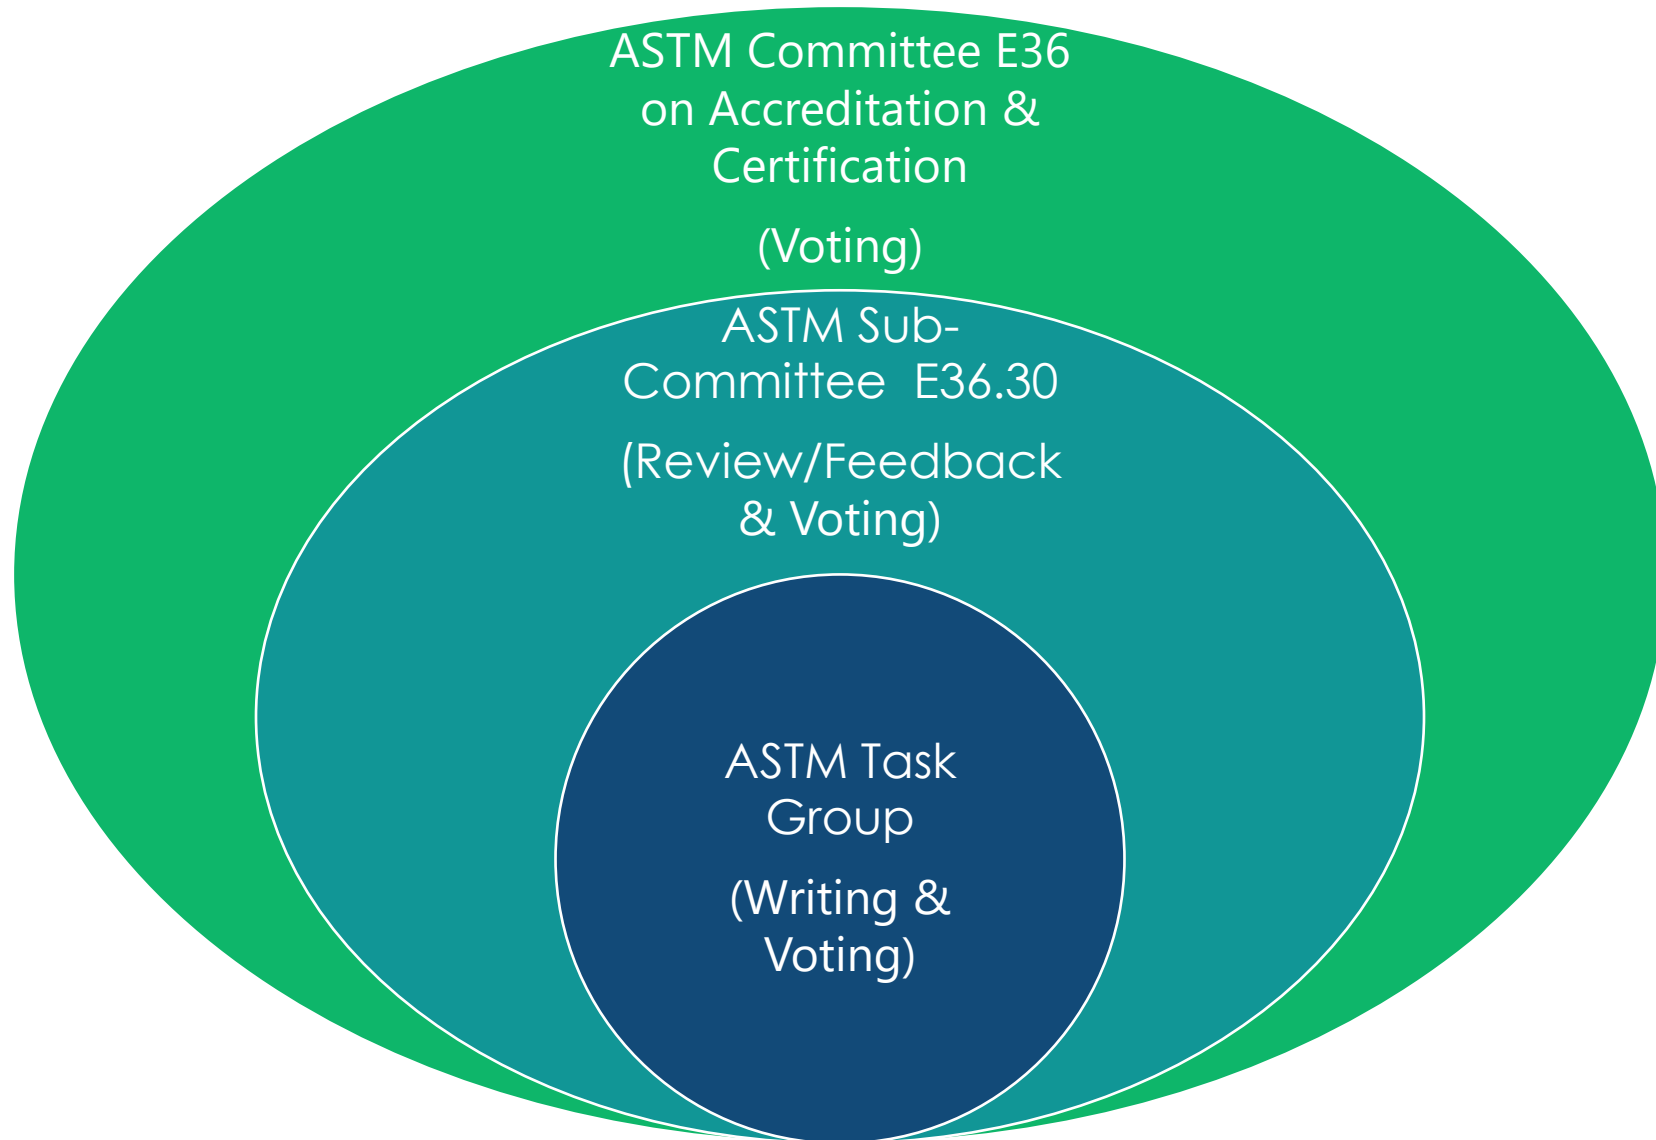 ASTM Committee E36
on Accreditation &
Certification
(Voting)
ASTM Sub-
Committee  E36.30
(Review/Feedback
& Voting)
ASTM Task
Group
(Writing &
Voting)